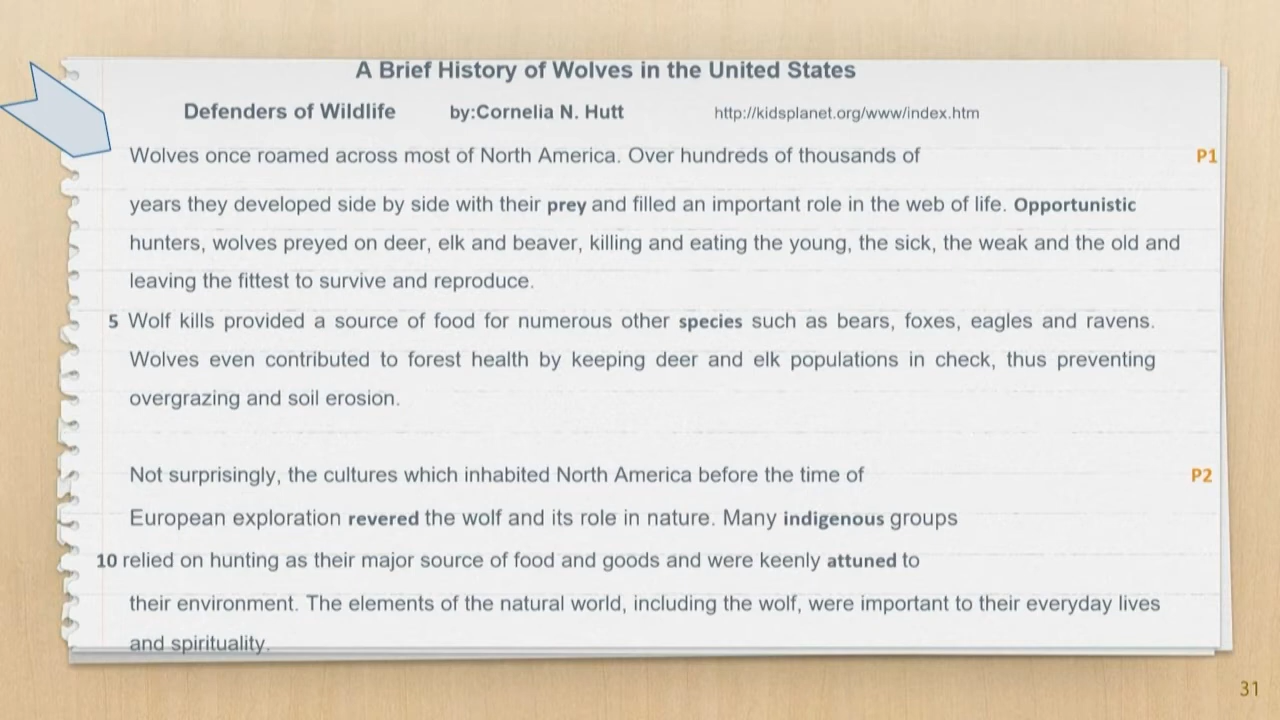 A Brief History of Wolves in the United States
Defenders of Wildlife by:Cornelia N. Hutt http://kidsplanet.org/www/index.htm
Wolves once roamed across most of North America. Over hundreds of thousands of P1
years they developed side by side with their prey and filled an important role in the web of life. Opportunistic
hunters, wolves preyed on deer, elk and beaver, killing and eating the young, the sick, the weak and the old and
leaving the fittest to survive and reproduce.
5 Wolf kills provided a source of food for numerous other species such as bears, foxes, eagles and ravens.
Wolves even contributed to forest health by keeping deer and elk populations in check, thus preventing
overgrazing and soil erosion.
Not surprisingly, the cultures which inhabited North America before the time of P2
European exploration revered the wolf and its role in nature. Many indigenous groups
10 relied on hunting as their major source of food and goods and were keenly attuned to
their environment. The elements of the natural world, including the wolf, were important to their everyday lives
and spirituality.
31